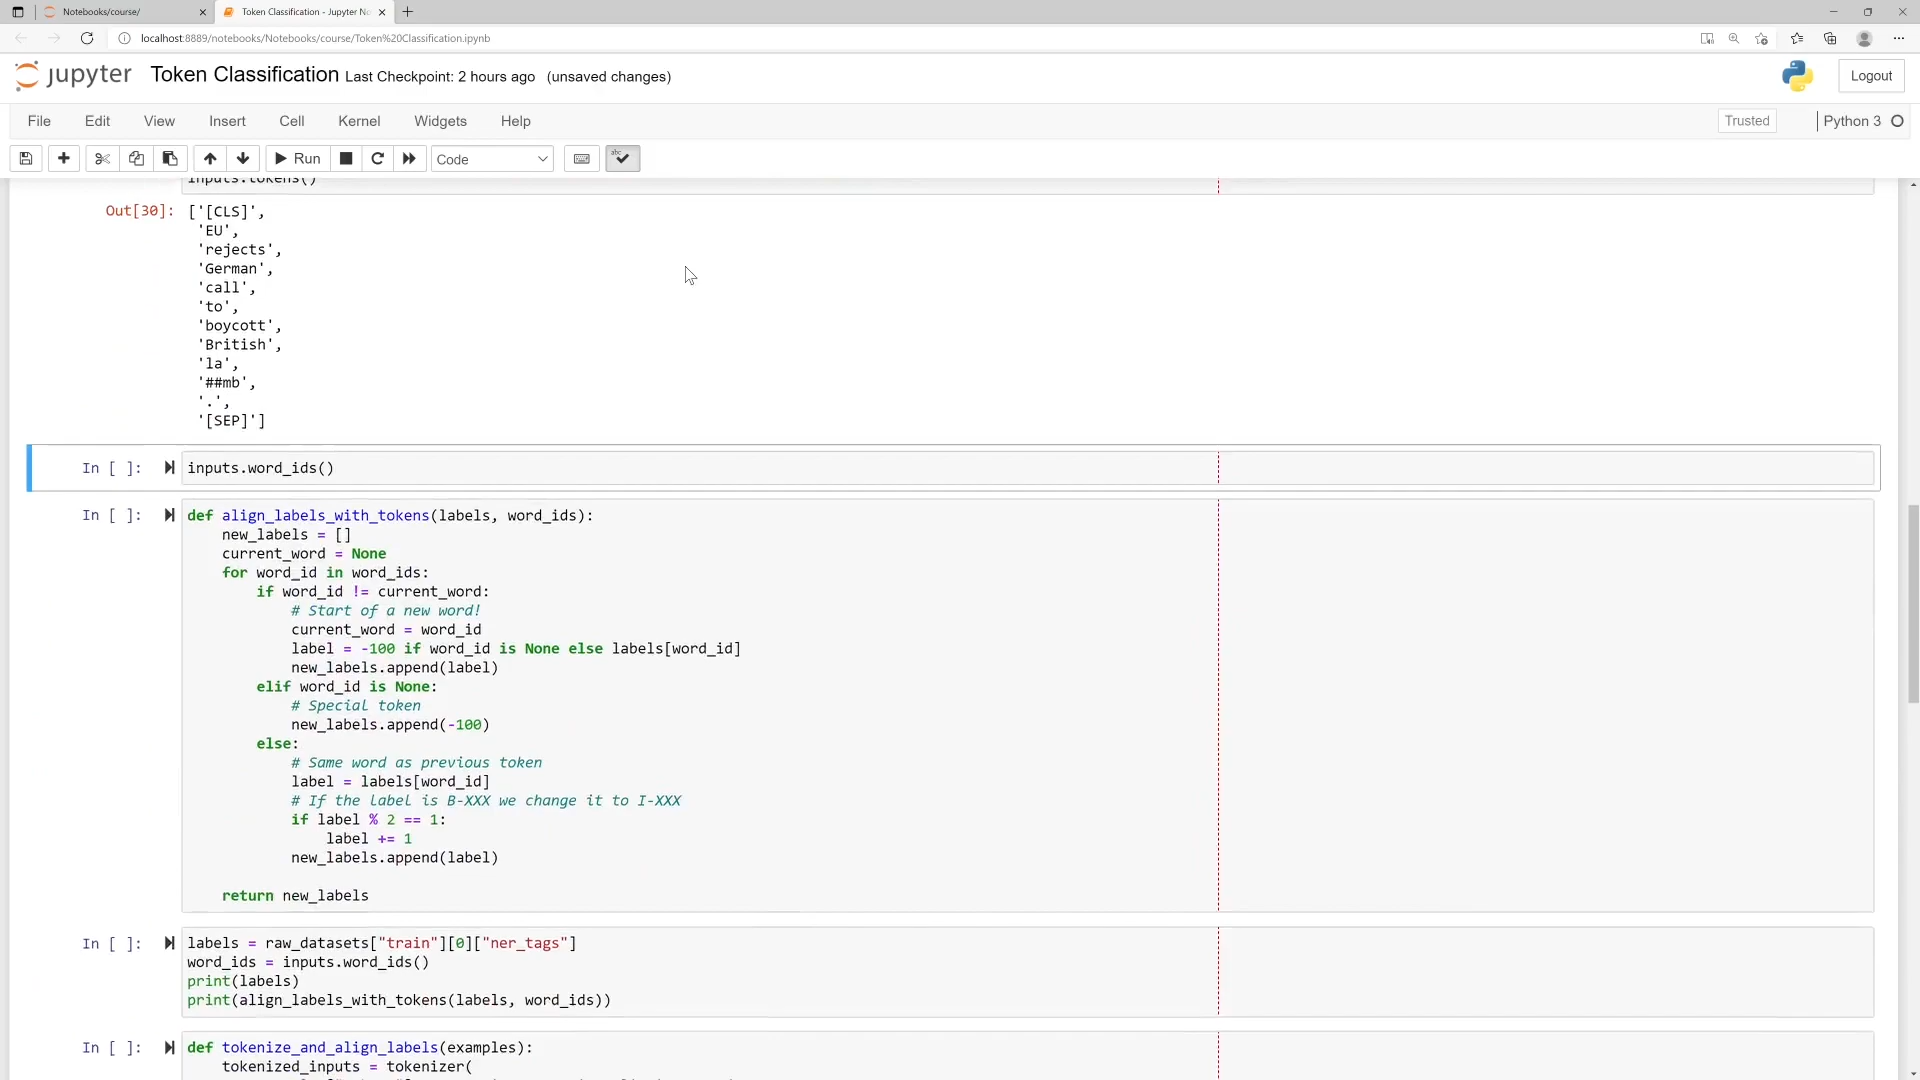 Notebooks/course/
Token Classification - Jupyter No
localhost:8889/notebooks/Notebooks/course/Token%20Classification.ipynb
jupyter Token Classification Last Checkpoint: 2 hours ago (unsaved changes)
Logout
File Edit View Insert Cell Kernel Widgets Help
Trusted
Python 3
Run
Code
inputs.tokens()
Out[30]: ['[CLS]',
'EU',
'rejects',
'German',
'call',
'to',
'boycott',
'British',
'la',
'##mb',
'.',
'[SEP]']
In [ ]: inputs.word_ids()
In [ ]: def align_labels_with_tokens(labels, word_ids):
    new_labels = []
    current_word = None
    for word_id in word_ids:
        if word_id != current_word:
            # Start of a new word!
            current_word = word_id
            label = -100 if word_id is None else labels[word_id]
            new_labels.append(label)
        elif word_id is None:
            # Special token
            new_labels.append(-100)
        else:
            # Same word as previous token
            label = labels[word_id]
            # If the label is B-XXX we change it to I-XXX
            if label % 2 == 1:
                label += 1
            new_labels.append(label)
    return new_labels
In [ ]: labels = raw_datasets["train"][0]["ner_tags"]
word_ids = inputs.word_ids()
print(labels)
print(align_labels_with_tokens(labels, word_ids))
In [ ]: def tokenize_and_align_labels(examples):
    tokenized_inputs = tokenizer(